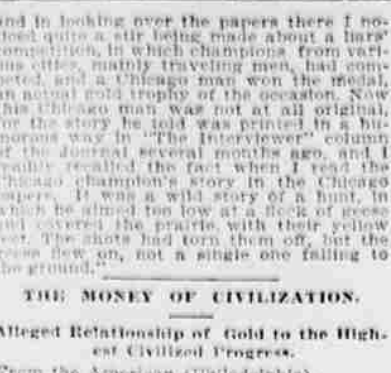 and in looking over the papers there I no-
ticed quite a stir being made about a liars'
competition, in which champions from vari-
ous cities, mainly traveling men, had com-
peted, and a Chicago man won the medal,
an actual gold trophy of the occasion. Now
this Chicago man was not at all original,
for the story he told was printed in a hu-
morous way in "The Interviewer" column
of the Journal several months ago, and I
readily recalled the fact when I read the
Chicago champion's story in the Chicago
papers. It was a wild story of a hunt, in
which he aimed too low at a flock of geese
and covered the prairie with their yellow
feet. The shots had torn them off, but the
geese flew on, not a single one falling to
the ground."
THE MONEY OF CIVILIZATION.
Alleged Relationship of Gold to the High-
est Civilized Progress.
From the American (Philadelphia)